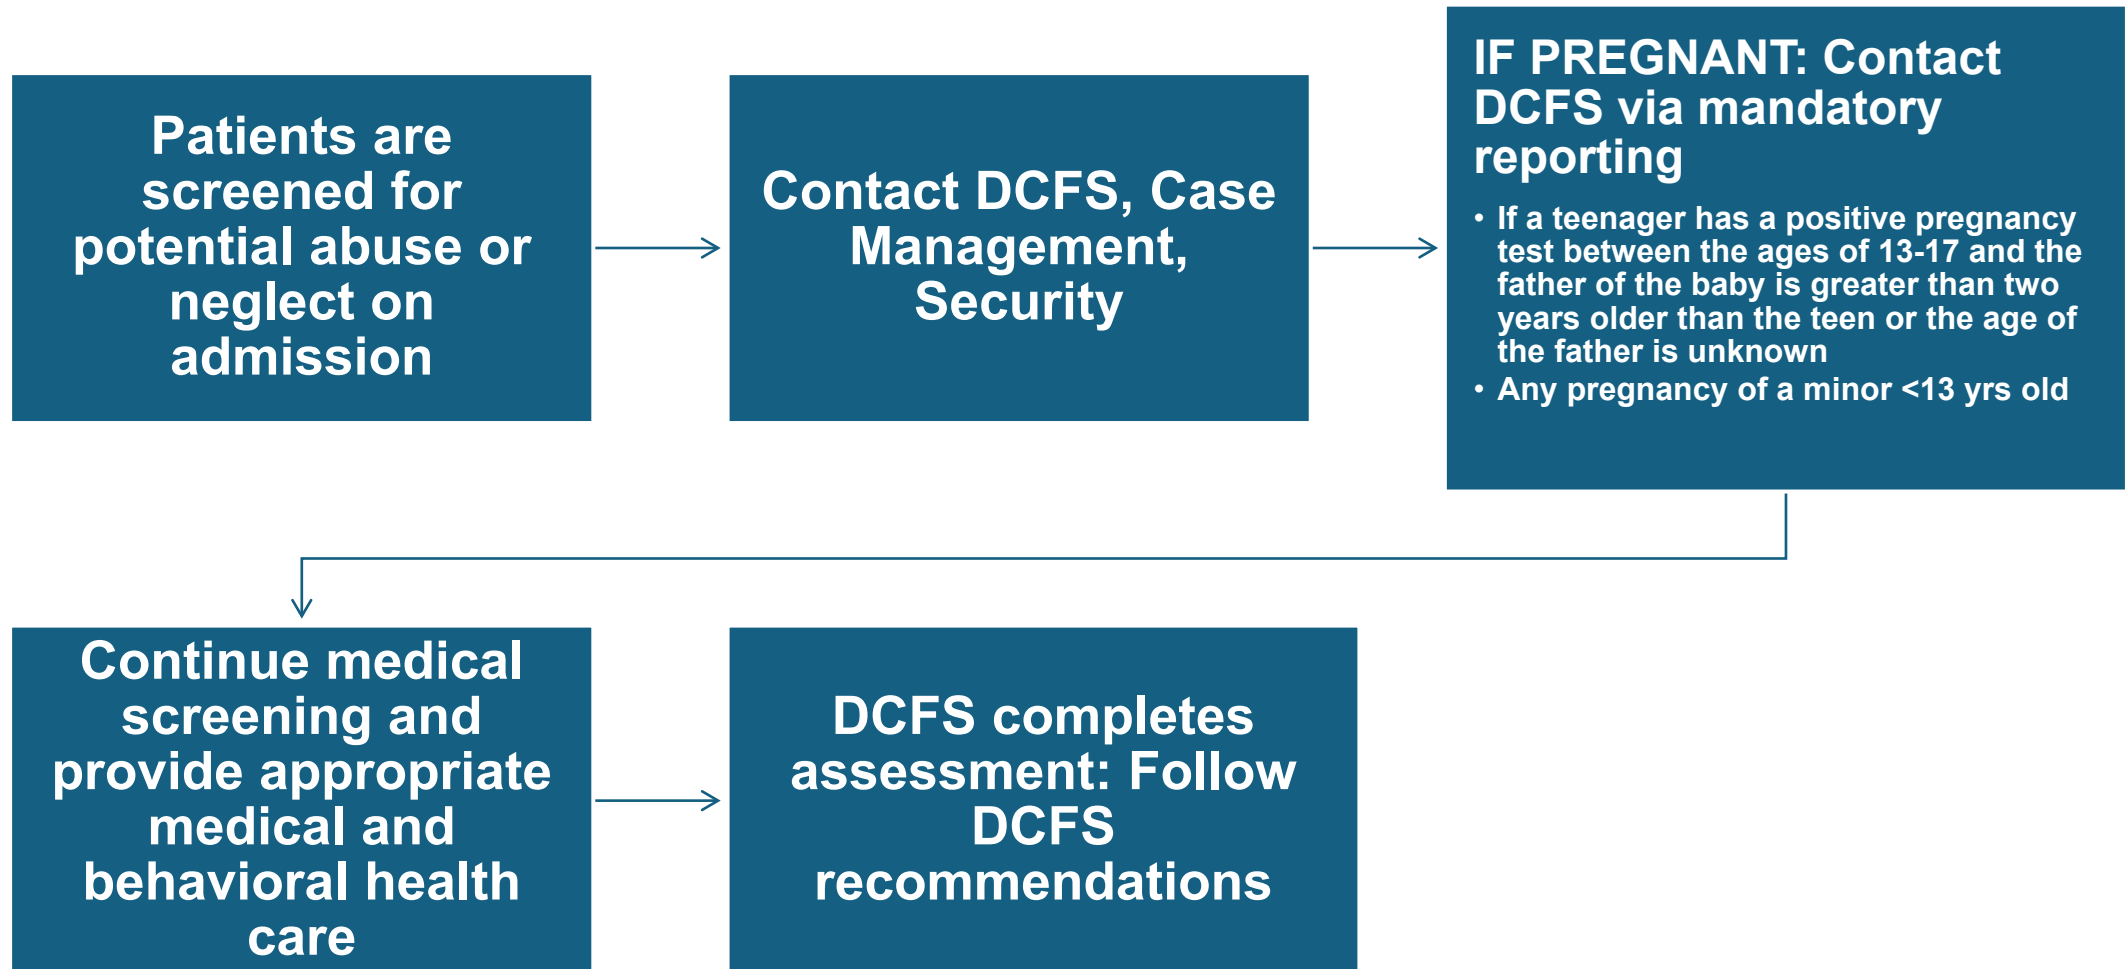 Patients are
screened for
potential abuse or
neglect on
admission
Contact DCFS, Case
Management,
Security
IF PREGNANT: Contact
DCFS via mandatory
reporting
• If a teenager has a positive pregnancy
test between the ages of 13-17 and the
father of the baby is greater than two
years older than the teen or the age of
the father is unknown
• Any pregnancy of a minor <13 yrs old
Continue medical
screening and
provide appropriate
medical and
behavioral health
care
DCFS completes
assessment: Follow
DCFS
recommendations